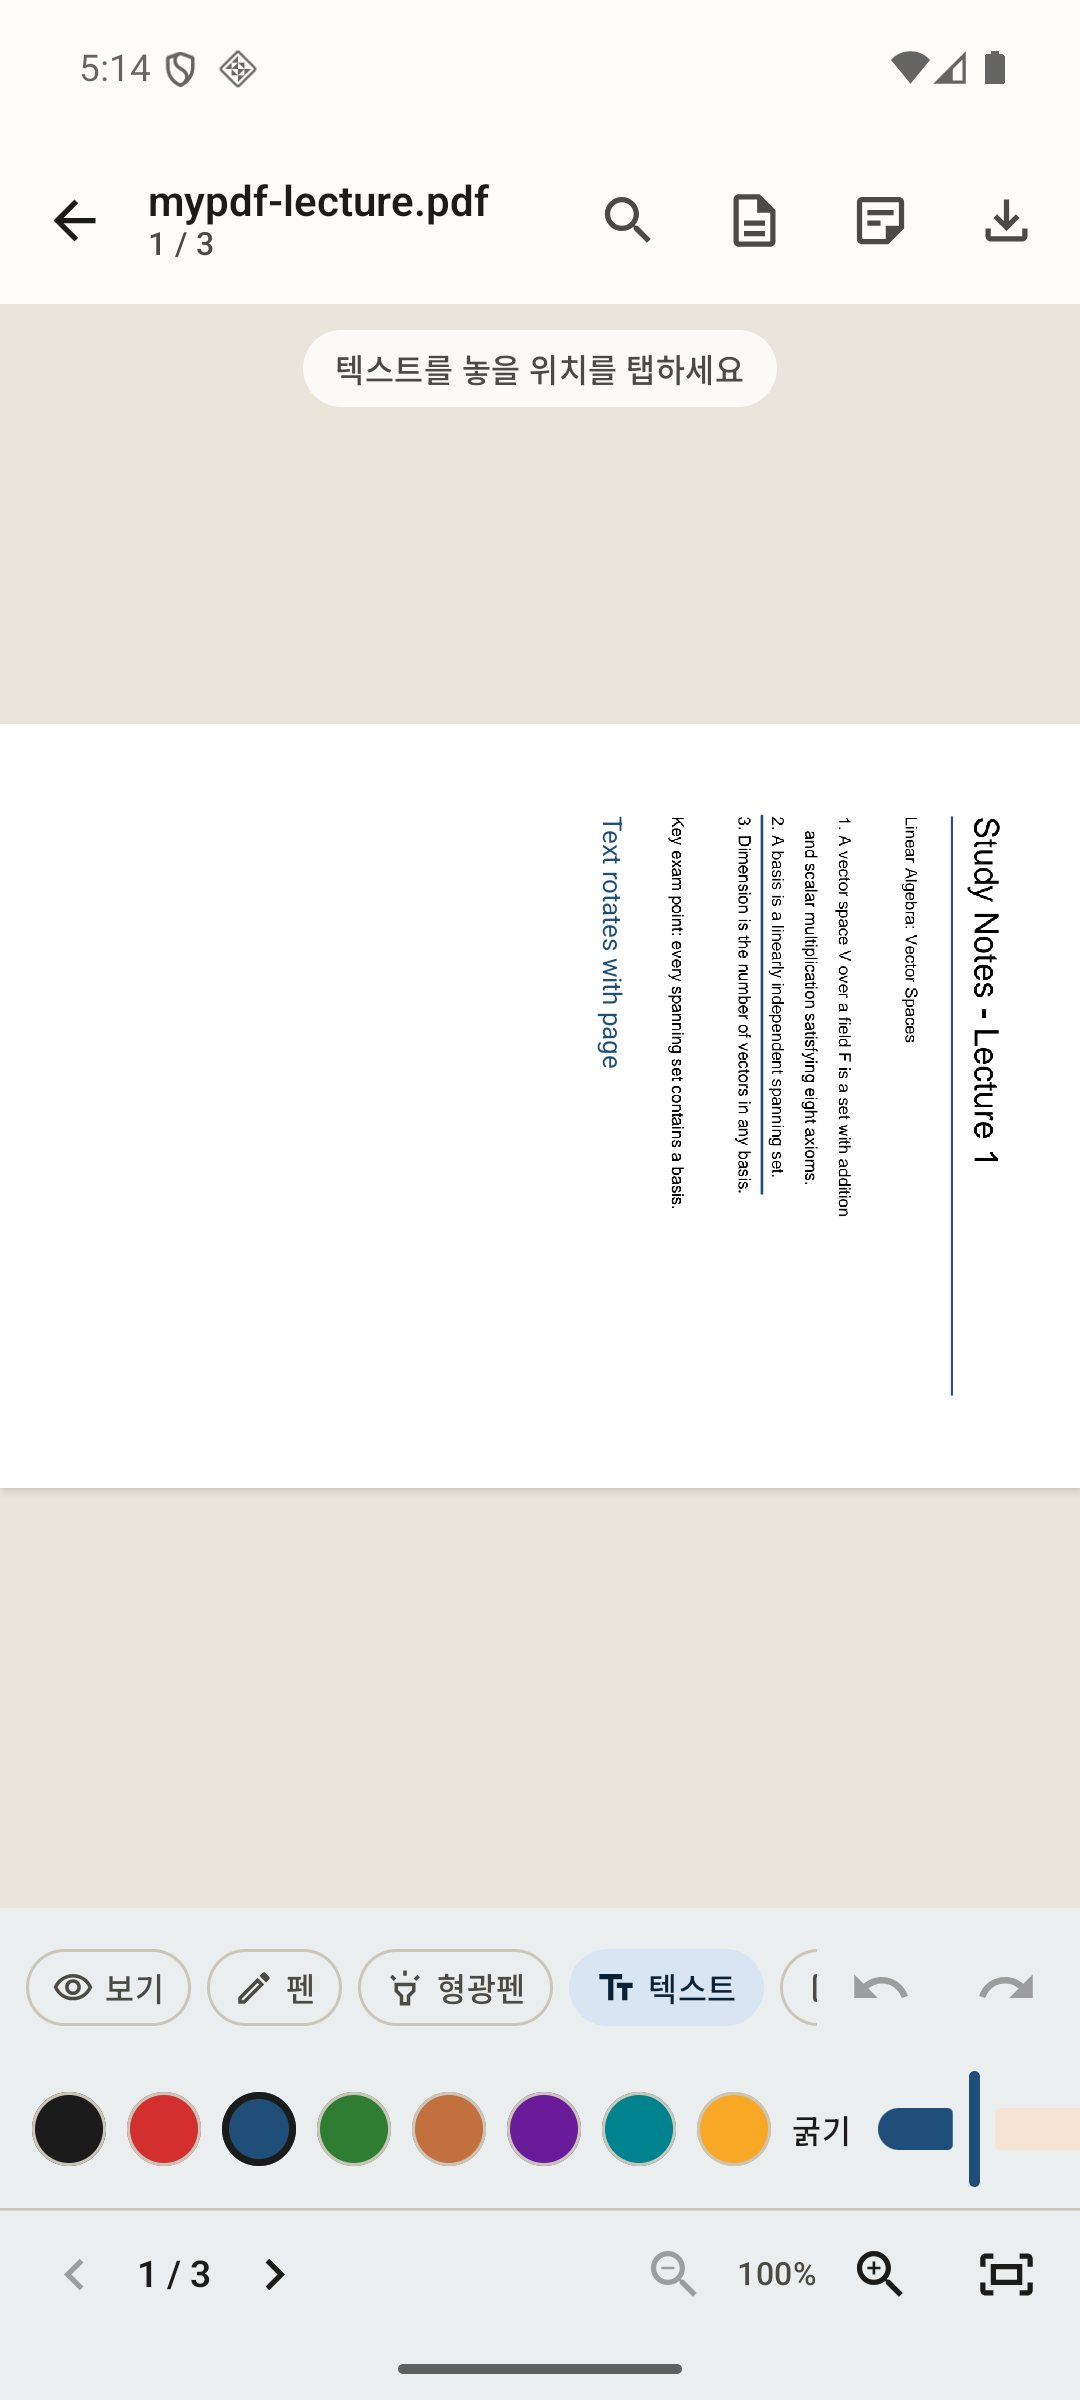 5:14
mypdf-lecture.pdf
1 / 3
텍스트를 놓을 위치를 탭하세요
Study Notes - Lecture 1
Linear Algebra: Vector Spaces
1. A vector space V over a field F is a set with addition
and scalar multiplication satisfying eight axioms.
2. A basis is a linearly independent spanning set.
3. Dimension is the number of vectors in any basis.
Key exam point: every spanning set contains a basis.
Text rotates with page
보기
펜
형광펜
텍스트
굵기
1 / 3
100%